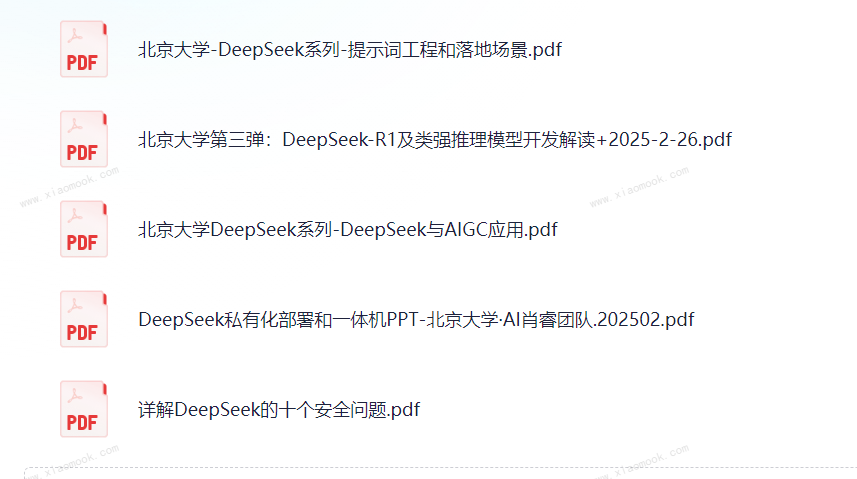 PDF
北京大学-DeepSeek系列-提示词工程和落地场景.pdf
PDF
北京大学第三弹：DeepSeek-R1及类强推理模型开发解读+2025-2-26.pdf
www.xiaomook.com
www.xiaomook.com
PDF
北京大学DeepSeek系列-DeepSeek与AIGC应用.pdf
PDF
DeepSeek私有化部署和一体机PPT-北京大学·AI肖睿团队.202502.pdf
PDF
详解DeepSeek的十个安全问题.pdf
www.xiaomook.com
www.xiaomook.com